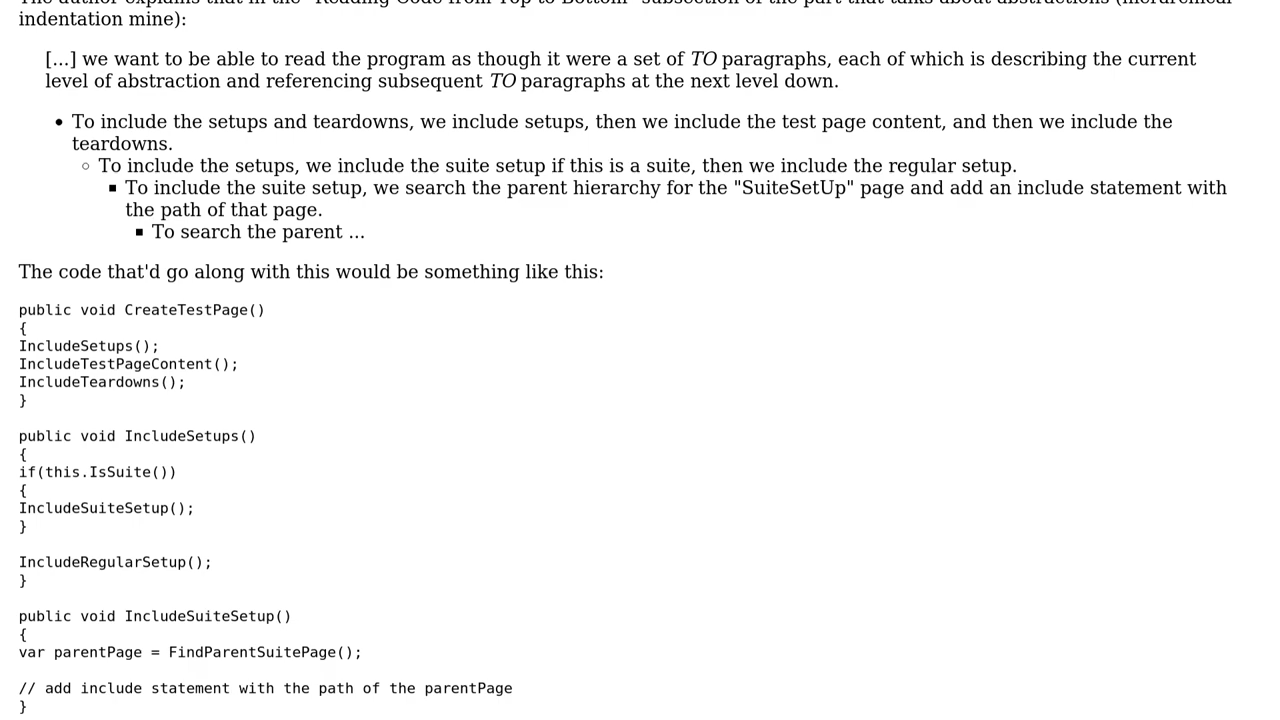 indentation mine):
[...] we want to be able to read the program as though it were a set of TO paragraphs, each of which is describing the current
level of abstraction and referencing subsequent TO paragraphs at the next level down.
• To include the setups and teardowns, we include setups, then we include the test page content, and then we include the
teardowns.
◦ To include the setups, we include the suite setup if this is a suite, then we include the regular setup.
▪ To include the suite setup, we search the parent hierarchy for the "SuiteSetUp" page and add an include statement with
the path of that page.
▪ To search the parent ...
The code that'd go along with this would be something like this:
public void CreateTestPage()
{
IncludeSetups();
IncludeTestPageContent();
IncludeTeardowns();
}
public void IncludeSetups()
{
if(this.IsSuite())
{
IncludeSuiteSetup();
}
IncludeRegularSetup();
}
public void IncludeSuiteSetup()
{
var parentPage = FindParentSuitePage();
// add include statement with the path of the parentPage
}